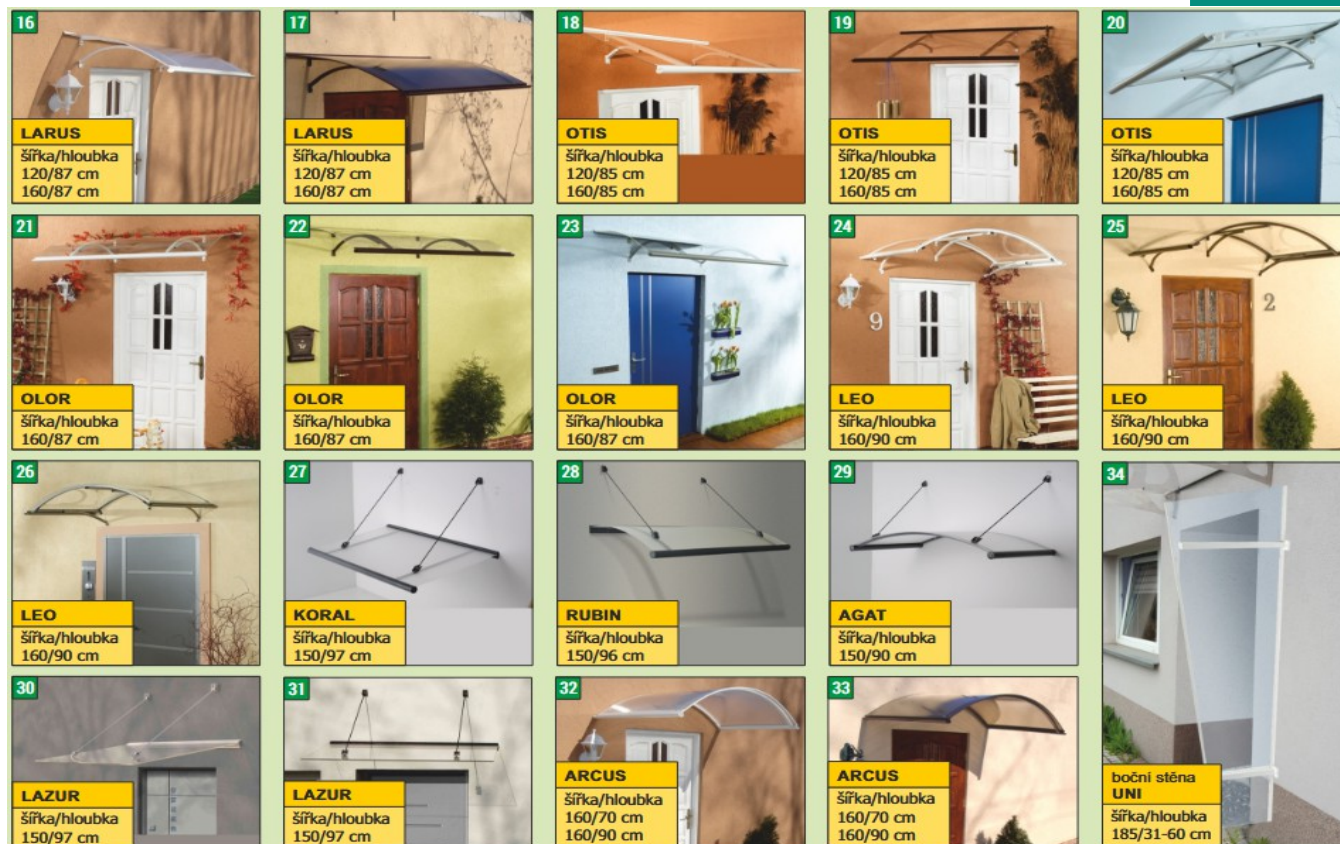 16
LARUS
šířka/hloubka
120/87 cm
160/87 cm
17
LARUS
šířka/hloubka
120/87 cm
160/87 cm
18
OTIS
šířka/hloubka
120/85 cm
160/85 cm
19
OTIS
šířka/hloubka
120/85 cm
160/85 cm
20
OTIS
šířka/hloubka
120/85 cm
160/85 cm
21
OLOR
šířka/hloubka
160/87 cm
22
OLOR
šířka/hloubka
160/87 cm
23
OLOR
šířka/hloubka
160/87 cm
24
9
LEO
šířka/hloubka
160/90 cm
25
2
LEO
šířka/hloubka
160/90 cm
26
LEO
šířka/hloubka
160/90 cm
27
KORAL
šířka/hloubka
150/97 cm
28
RUBIN
šířka/hloubka
150/96 cm
29
AGAT
šířka/hloubka
150/90 cm
34
boční stěna
UNI
šířka/hloubka
185/31-60 cm
30
LAZUR
šířka/hloubka
150/97 cm
31
LAZUR
šířka/hloubka
150/97 cm
32
ARCUS
šířka/hloubka
160/70 cm
160/90 cm
33
ARCUS
šířka/hloubka
160/70 cm
160/90 cm